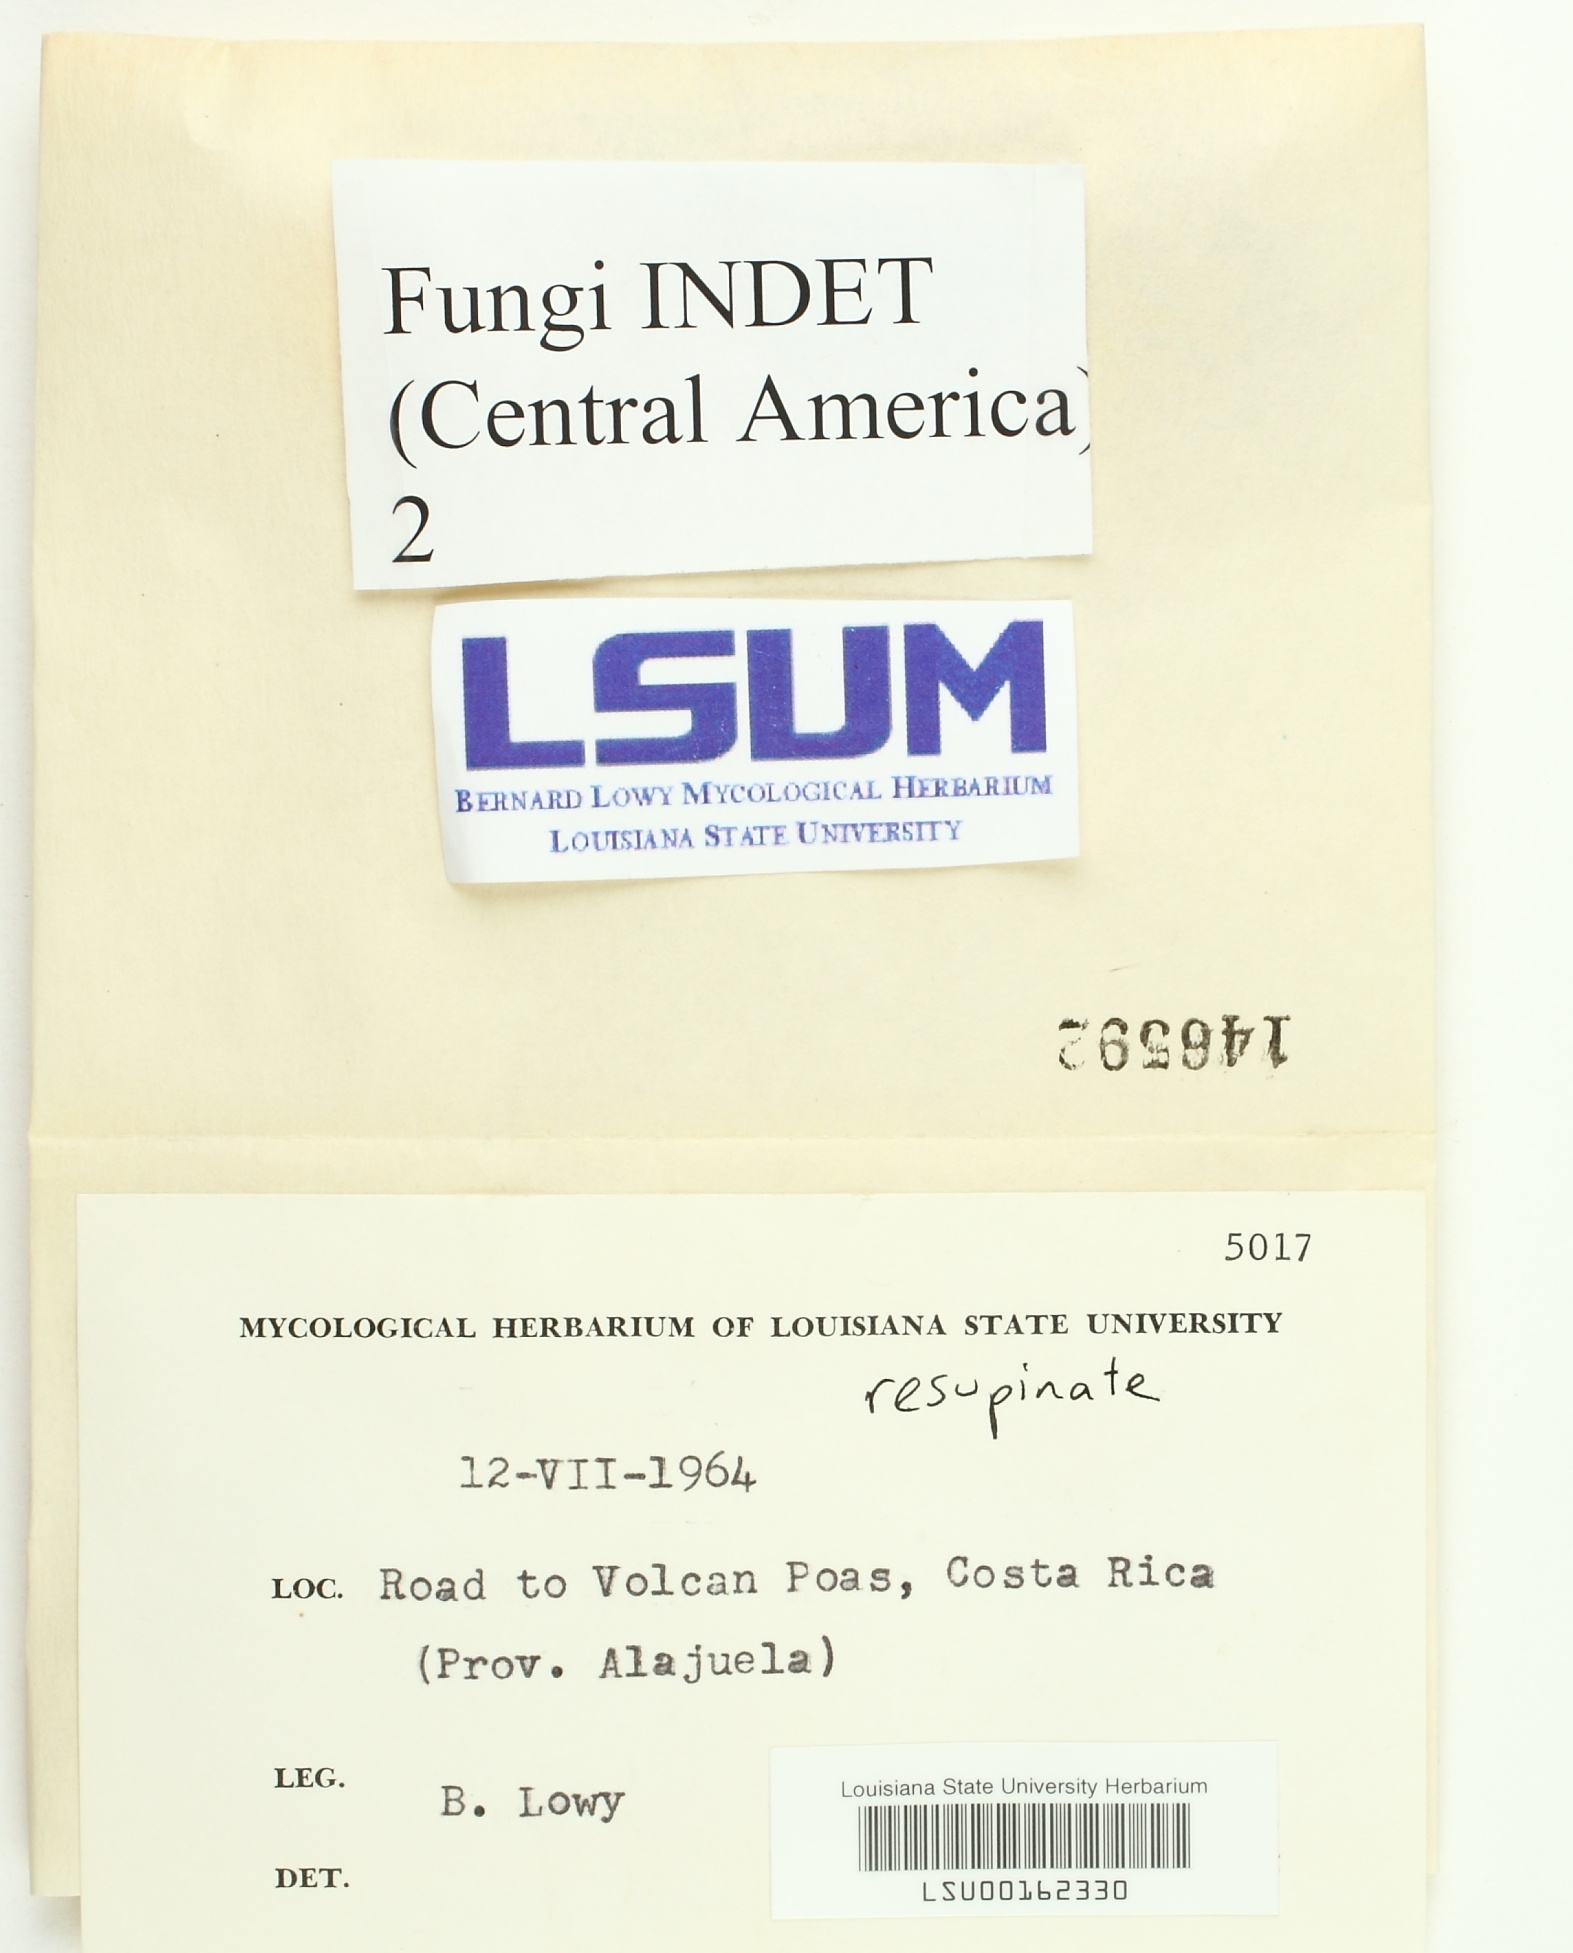 Fungi INDET
(Central America)
2
LSUM
BERNARD LOWY MYCOLOGICAL HERBARIUM
LOUISIANA STATE UNIVERSITY
146592
5017
MYCOLOGICAL HERBARIUM OF LOUISIANA STATE UNIVERSITY
resupinate
12-VII-1964
LOC. Road to Volcan Poas, Costa Rica
(Prov. Alajuela)
LEG. B. Lowy
Louisiana State University Herbarium
LSU00162330
DET.